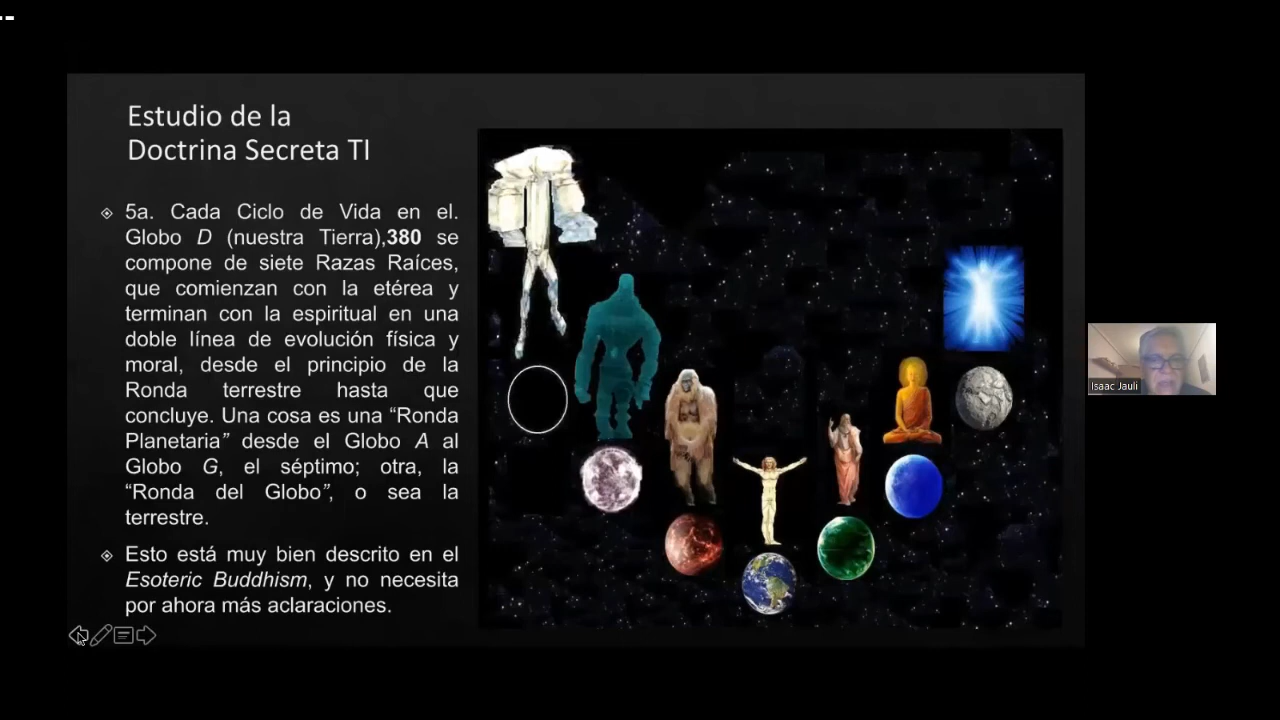 Estudio de la
Doctrina Secreta TI
5a. Cada Ciclo de Vida en el.
Globo D (nuestra Tierra),380 se
compone de siete Razas Raíces,
que comienzan con la etérea y
terminan con la espiritual en una
doble línea de evolución física y
moral, desde el principio de la
Ronda terrestre hasta que
concluye. Una cosa es una “Ronda
Planetaria” desde el Globo A al
Globo G, el séptimo; otra, la
“Ronda del Globo”, o sea la
terrestre.
Esto está muy bien descrito en el
Esoteric Buddhism, y no necesita
por ahora más aclaraciones.
Isaac Jauli